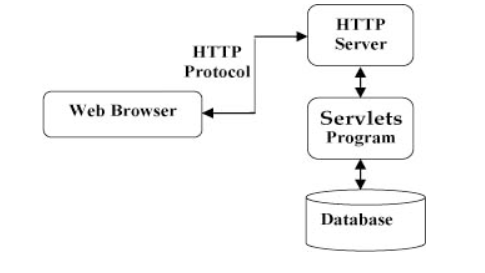 HTTP
Server
HTTP
Protocol
Web Browser
Servlets
Program
Database